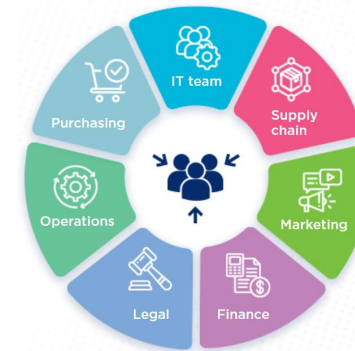 IT team
Supply
chain
Marketing
Finance
Legal
Operations
Purchasing